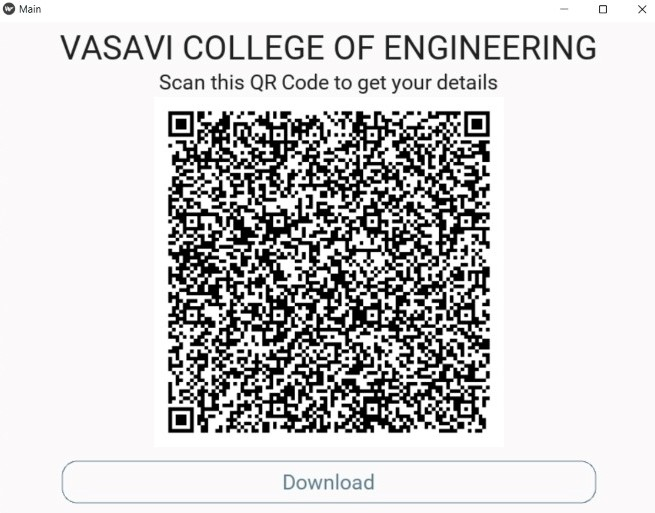 Main
VASAVI COLLEGE OF ENGINEERING
Scan this QR Code to get your details
Download